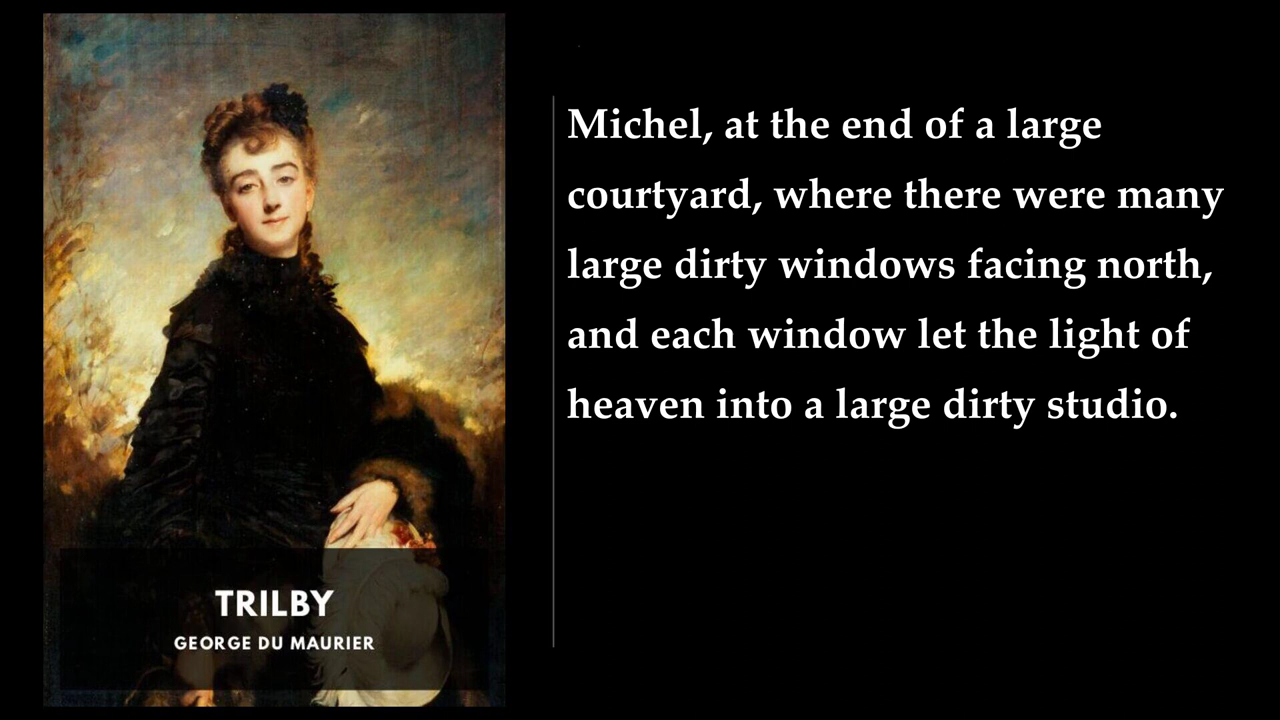 TRILBY
GEORGE DU MAURIER
Michel, at the end of a large
courtyard, where there were many
large dirty windows facing north,
and each window let the light of
heaven into a large dirty studio.